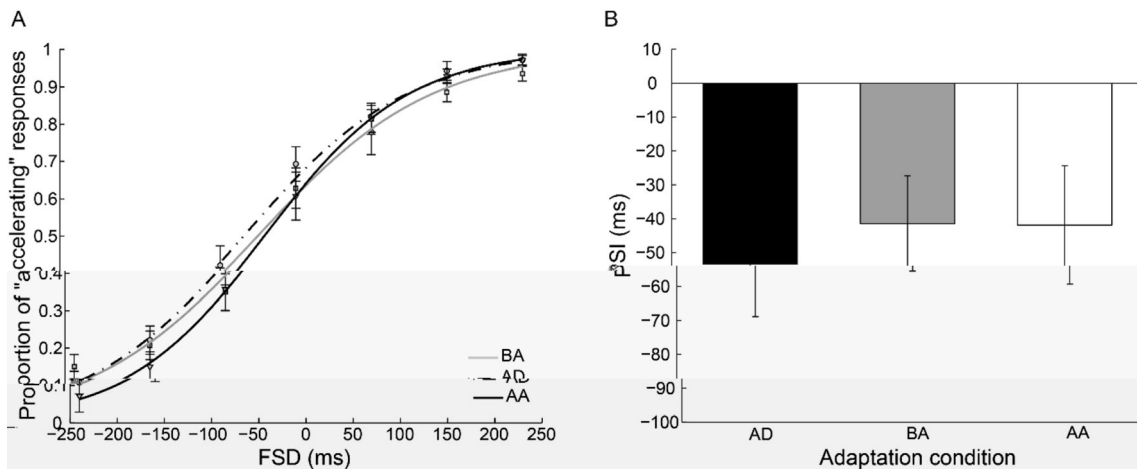 A
Proportion of "accelerating" responses
1
0.9
0.8
0.7
0.6
0.5
0.4
0.3
0.2
0.1
0
-250 -200 -150 -100 -50 0 50 100 150 200 250
FSD (ms)
BA
AD
AA
B
PSI (ms)
10
0
-10
-20
-30
-40
-50
-60
-70
-80
-90
-100
AD BA AA
Adaptation condition